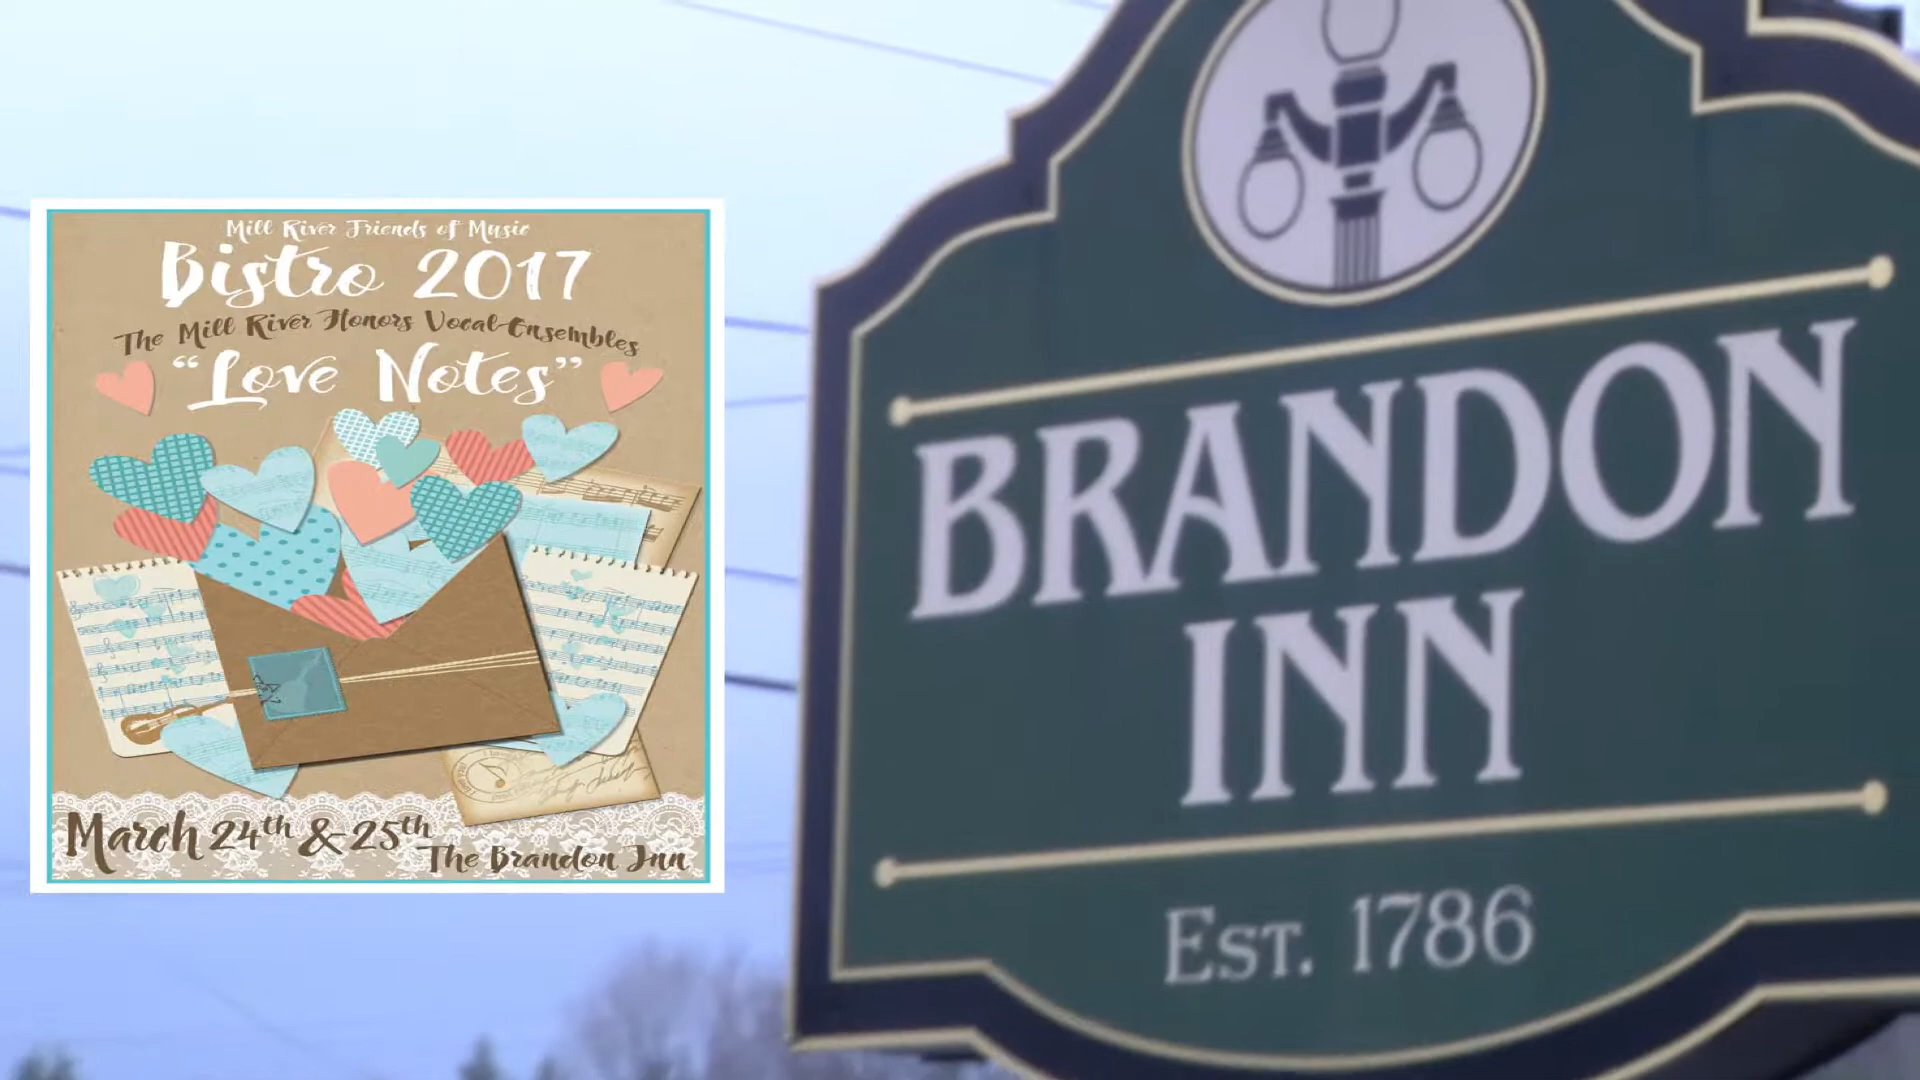 Mill River Friends of Music
Bistro 2017
The Mill River Honors Vocal Ensembles
“Love Notes”
March 24th & 25th
The Brandon Inn
BRANDON
INN
EST. 1786